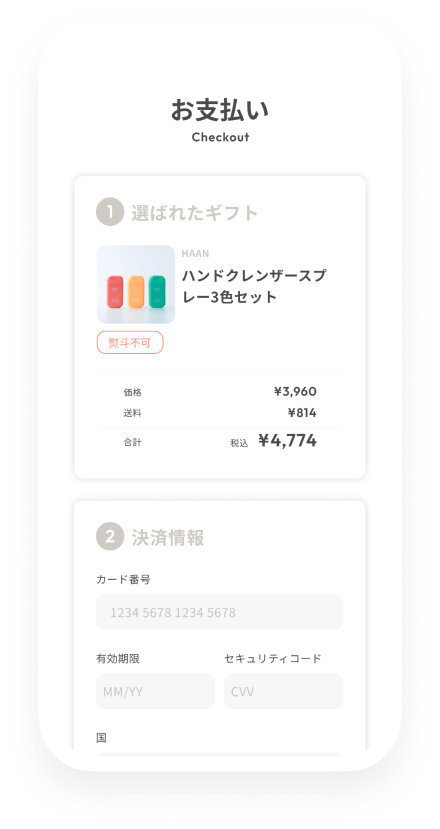 お支払い
Checkout
1 選ばれたギフト
HAAN
ハンドクレンザースプ
レー3色セット
熨斗不可
価格 ¥3,960
送料 ¥814
合計 税込 ¥4,774
2 決済情報
カード番号
1234 5678 1234 5678
有効期限 セキュリティコード
MM/YY CVV
国